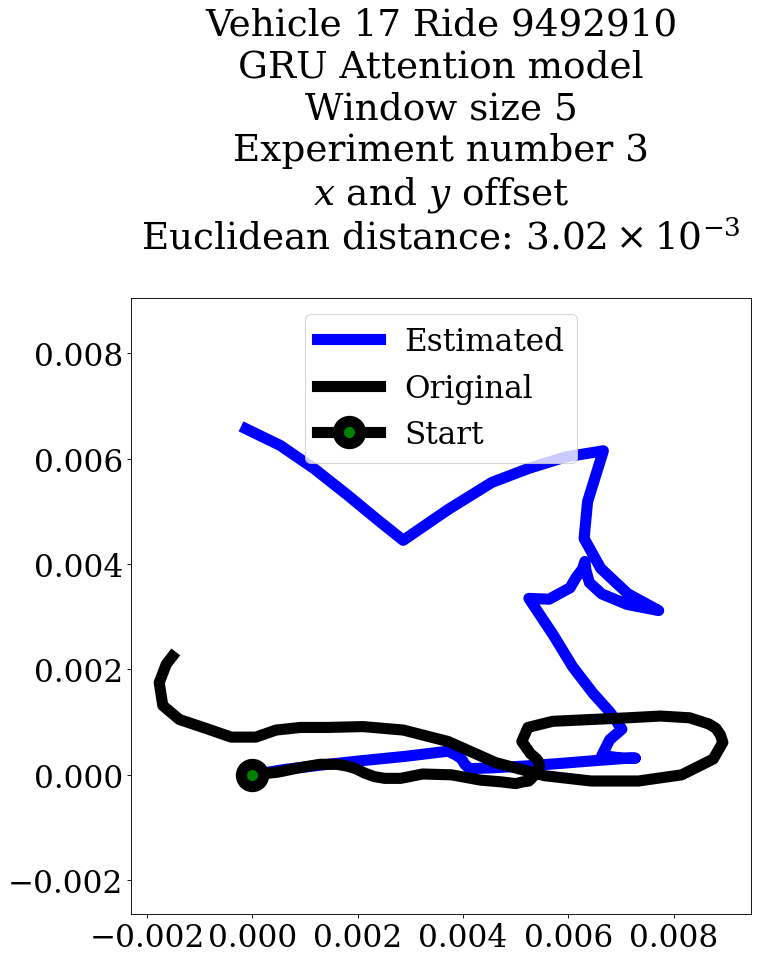 Vehicle 17 Ride 9492910
GRU Attention model
Window size 5
Experiment number 3
x and y offset
Euclidean distance: 3.02 × 10⁻³
Estimated
Original
Start
0.008
0.006
0.004
0.002
0.000
−0.002
−0.002 0.000 0.002 0.004 0.006 0.008